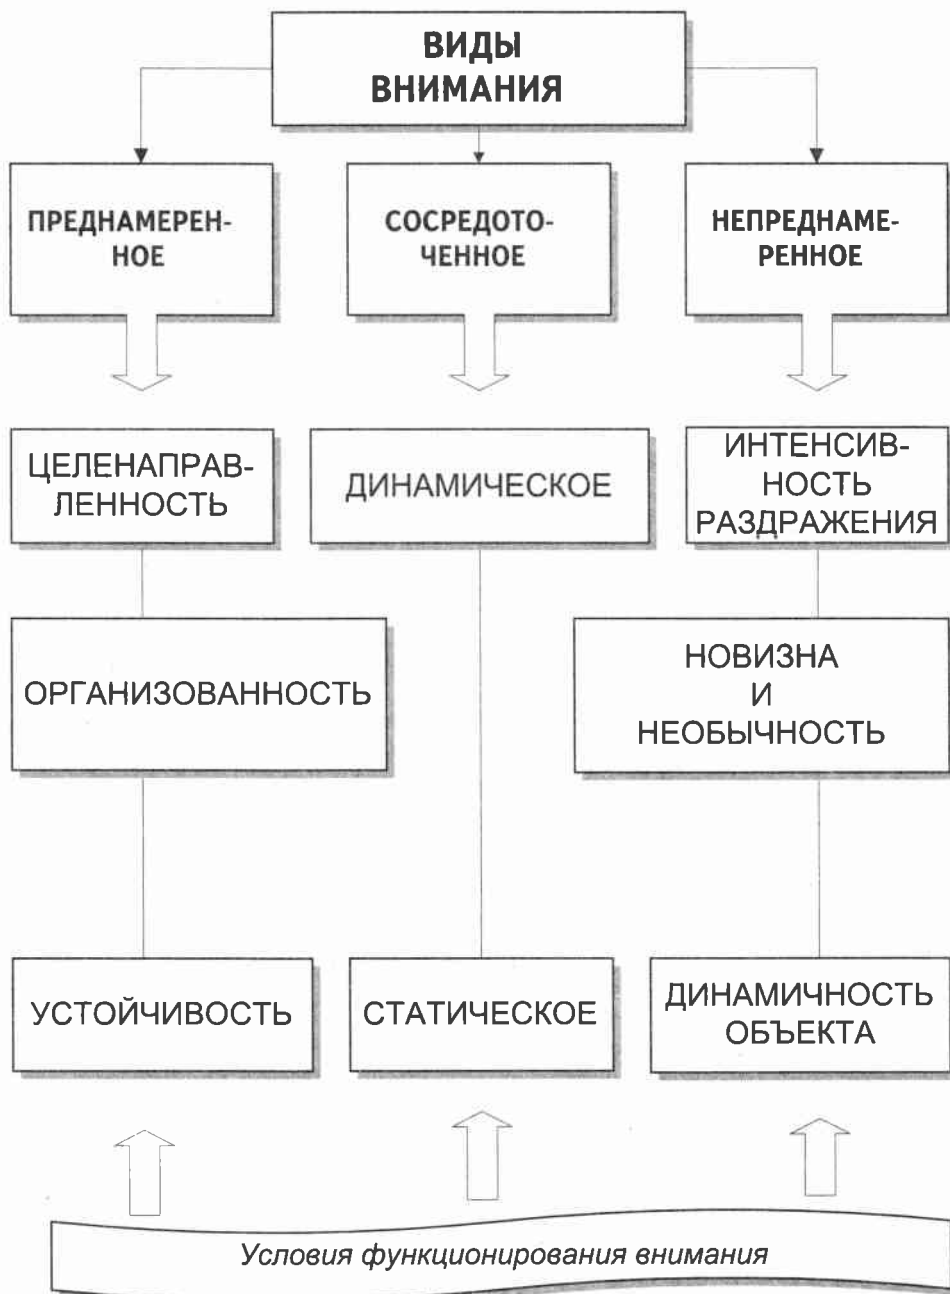 ВИДЫ
ВНИМАНИЯ
ПРЕДНАМЕРЕН-
НОЕ
СОСРЕДОТО-
ЧЕННОЕ
НЕПРЕДНАМЕ-
РЕННОЕ
ЦЕЛЕНАПРАВ-
ЛЕННОСТЬ
ДИНАМИЧЕСКОЕ
ИНТЕНСИВ-
НОСТЬ
РАЗДРАЖЕНИЯ
ОРГАНИЗОВАННОСТЬ
НОВИЗНА
И
НЕОБЫЧНОСТЬ
УСТОЙЧИВОСТЬ
СТАТИЧЕСКОЕ
ДИНАМИЧНОСТЬ
ОБЪЕКТА
Условия функционирования внимания